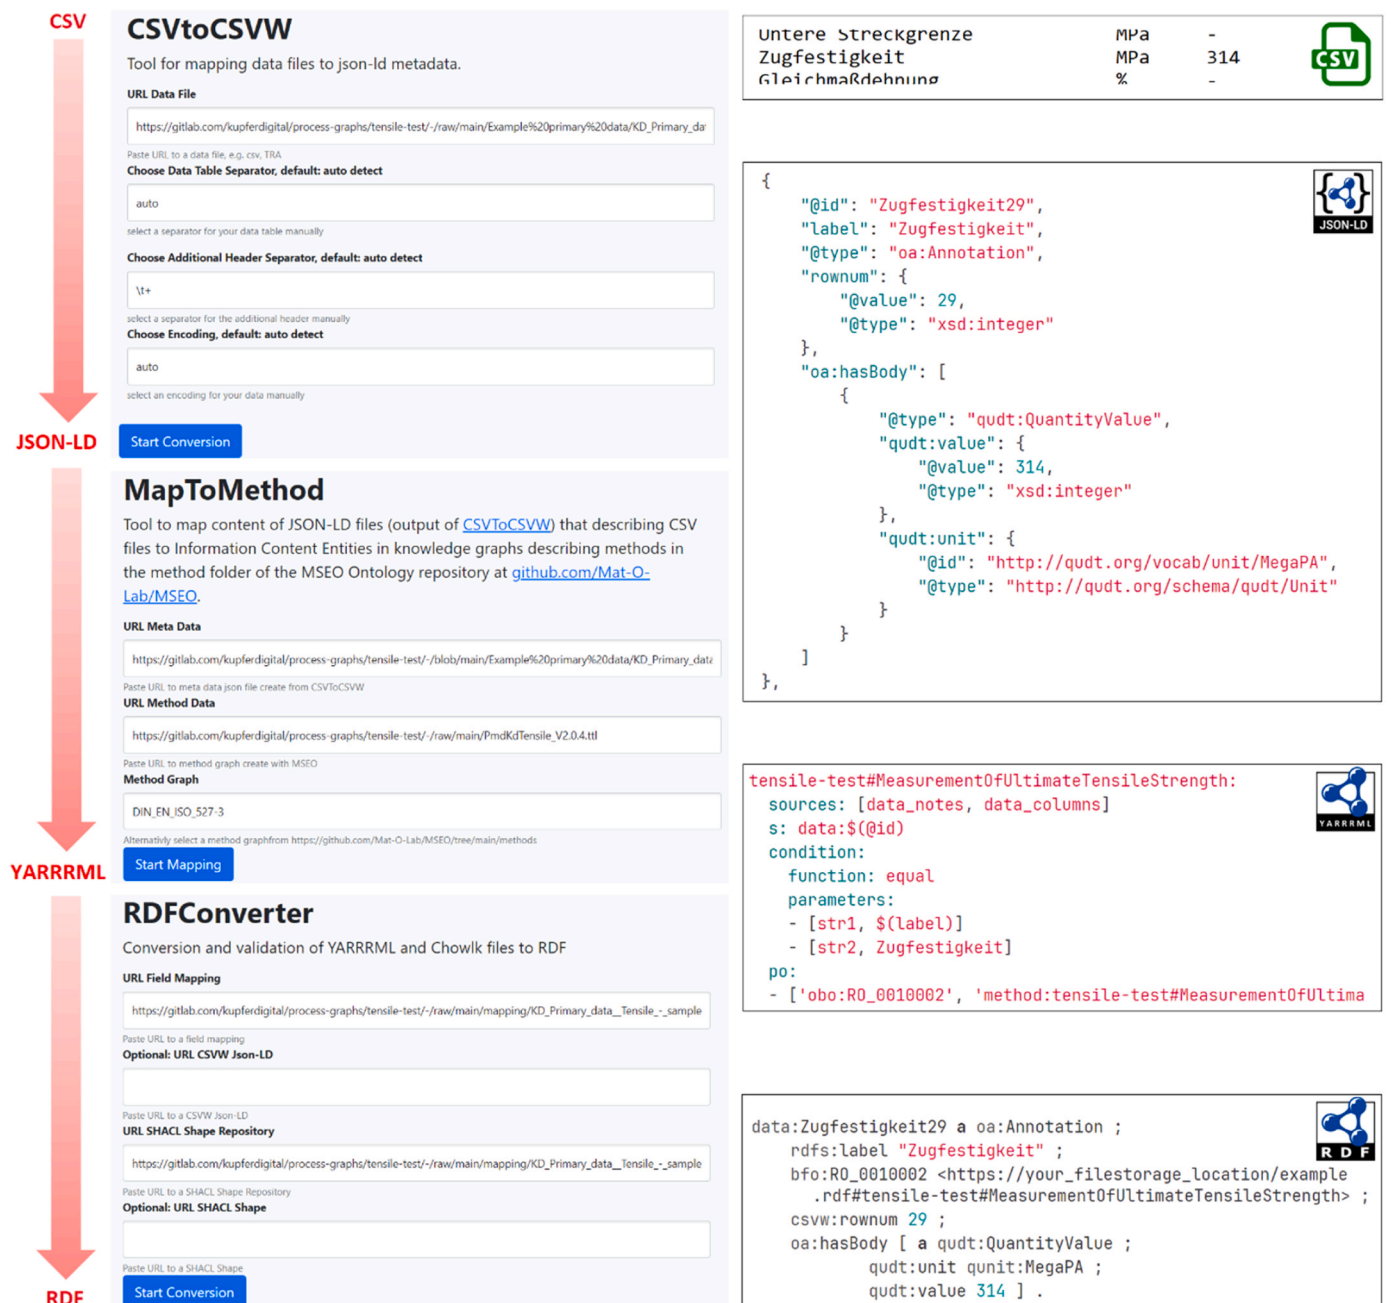 CSV
CSVtoCSVW
Tool for mapping data files to json-ld metadata.
URL Data File
https://gitlab.com/kupferdigital/process-graphs/tensile-test/-/raw/main/Example%20primary%20data/KD_Primary_da
Paste URL to a data file, e.g. csv, TRA
Choose Data Table Separator, default: auto detect
auto
select a separator for your data table manually
Choose Additional Header Separator, default: auto detect
\t+
select a separator for the additional header manually
Choose Encoding, default: auto detect
auto
select an encoding for your data manually
JSON-LD
Start Conversion
MapToMethod
Tool to map content of JSON-LD files (output of CSVToCSVW) that describing CSV
files to Information Content Entities in knowledge graphs describing methods in
the method folder of the MSEO Ontology repository at github.com/Mat-O-
Lab/MSEO.
URL Meta Data
https://gitlab.com/kupferdigital/process-graphs/tensile-test/-/blob/main/Example%20primary%20data/KD_Primary_data
Paste URL to meta data json file create from CSVToCSVW
URL Method Data
https://gitlab.com/kupferdigital/process-graphs/tensile-test/-/raw/main/PmdKdTensile_V2.0.4.ttl
Paste URL to method graph create with MSEO
Method Graph
DIN_EN_ISO_527-3
Alternativly select a method graphfrom https://github.com/Mat-O-Lab/MSEO/tree/main/methods
Start Mapping
YARRRML
RDFConverter
Conversion and validation of YARRRML and Chowlk files to RDF
URL Field Mapping
https://gitlab.com/kupferdigital/process-graphs/tensile-test/-/raw/main/mapping/KD_Primary_data__Tensile_-_sample
Paste URL to a field mapping
Optional: URL CSVW Json-LD
Paste URL to a CSVW Json-LD
URL SHACL Shape Repository
https://gitlab.com/kupferdigital/process-graphs/tensile-test/-/raw/main/mapping/KD_Primary_data__Tensile_-_sample
Paste URL to a SHACL Shape Repository
Optional: URL SHACL Shape
Paste URL to a SHACL Shape
Start Conversion
RDF
Untere Streckgrenze MPa -
Zugfestigkeit MPa 314
Gleichmaßdehnung % -
CSV
{
"@id": "Zugfestigkeit29",
"label": "Zugfestigkeit",
"@type": "oa:Annotation",
"rownum": {
"@value": 29,
"@type": "xsd:integer"
},
"oa:hasBody": [
{
"@type": "qudt:QuantityValue",
"qudt:value": {
"@value": 314,
"@type": "xsd:integer"
},
"qudt:unit": {
"@id": "http://qudt.org/vocab/unit/MegaPA",
"@type": "http://qudt.org/schema/qudt/Unit"
}
}
]
},
JSON-LD
tensile-test#MeasurementOfUltimateTensileStrength:
sources: [data_notes, data_columns]
s: data:$(@id)
condition:
function: equal
parameters:
- [str1, $(label)]
- [str2, Zugfestigkeit]
po:
- ['obo:RO_0010002', 'method:tensile-test#MeasurementOfUltima
YARRRML
data:Zugfestigkeit29 a oa:Annotation ;
rdfs:label "Zugfestigkeit" ;
bfo:RO_0010002 <https://your_filestorage_location/example
.rdf#tensile-test#MeasurementOfUltimateTensileStrength> ;
csvw:rownum 29 ;
oa:hasBody [ a qudt:QuantityValue ;
qudt:unit qunit:MegaPA ;
qudt:value 314 ] .
RDF